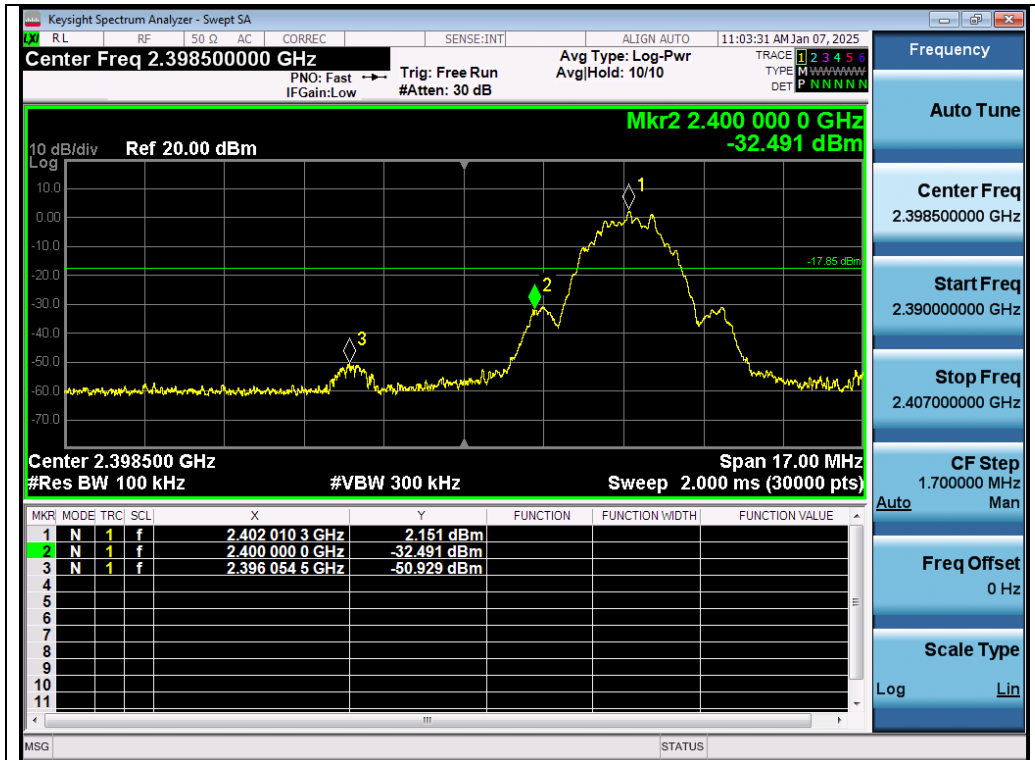 Keysight Spectrum Analyzer - Swept SA
LXI RL RF 50 Ω AC CORREC SENSE:INT ALIGN AUTO 11:03:31 AM Jan 07, 2025
Center Freq 2.398500000 GHz
PNO: Fast
IFGain:Low
Trig: Free Run
#Atten: 30 dB
Avg Type: Log-Pwr
Avg|Hold: 10/10
TRACE 1 2 3 4 5 6
TYPE M WWWWW
DET P N N N N N
Mkr2 2.400 000 0 GHz
-32.491 dBm
10 dB/div Ref 20.00 dBm
Log
10.0
0.00
-10.0
-20.0
-30.0
-40.0
-50.0
-60.0
-70.0
1
2
3
-17.85 dBm
Center 2.398500 GHz Span 17.00 MHz
#Res BW 100 kHz #VBW 300 kHz Sweep 2.000 ms (30000 pts)
MKR MODE TRC SCL X Y FUNCTION FUNCTION WIDTH FUNCTION VALUE
1 N 1 f 2.402 010 3 GHz 2.151 dBm
2 N 1 f 2.400 000 0 GHz -32.491 dBm
3 N 1 f 2.396 054 5 GHz -50.929 dBm
4
5
6
7
8
9
10
11
MSG STATUS
Frequency
Auto Tune
Center Freq
2.398500000 GHz
Start Freq
2.390000000 GHz
Stop Freq
2.407000000 GHz
CF Step
1.700000 MHz
Auto Man
Freq Offset
0 Hz
Scale Type
Log Lin